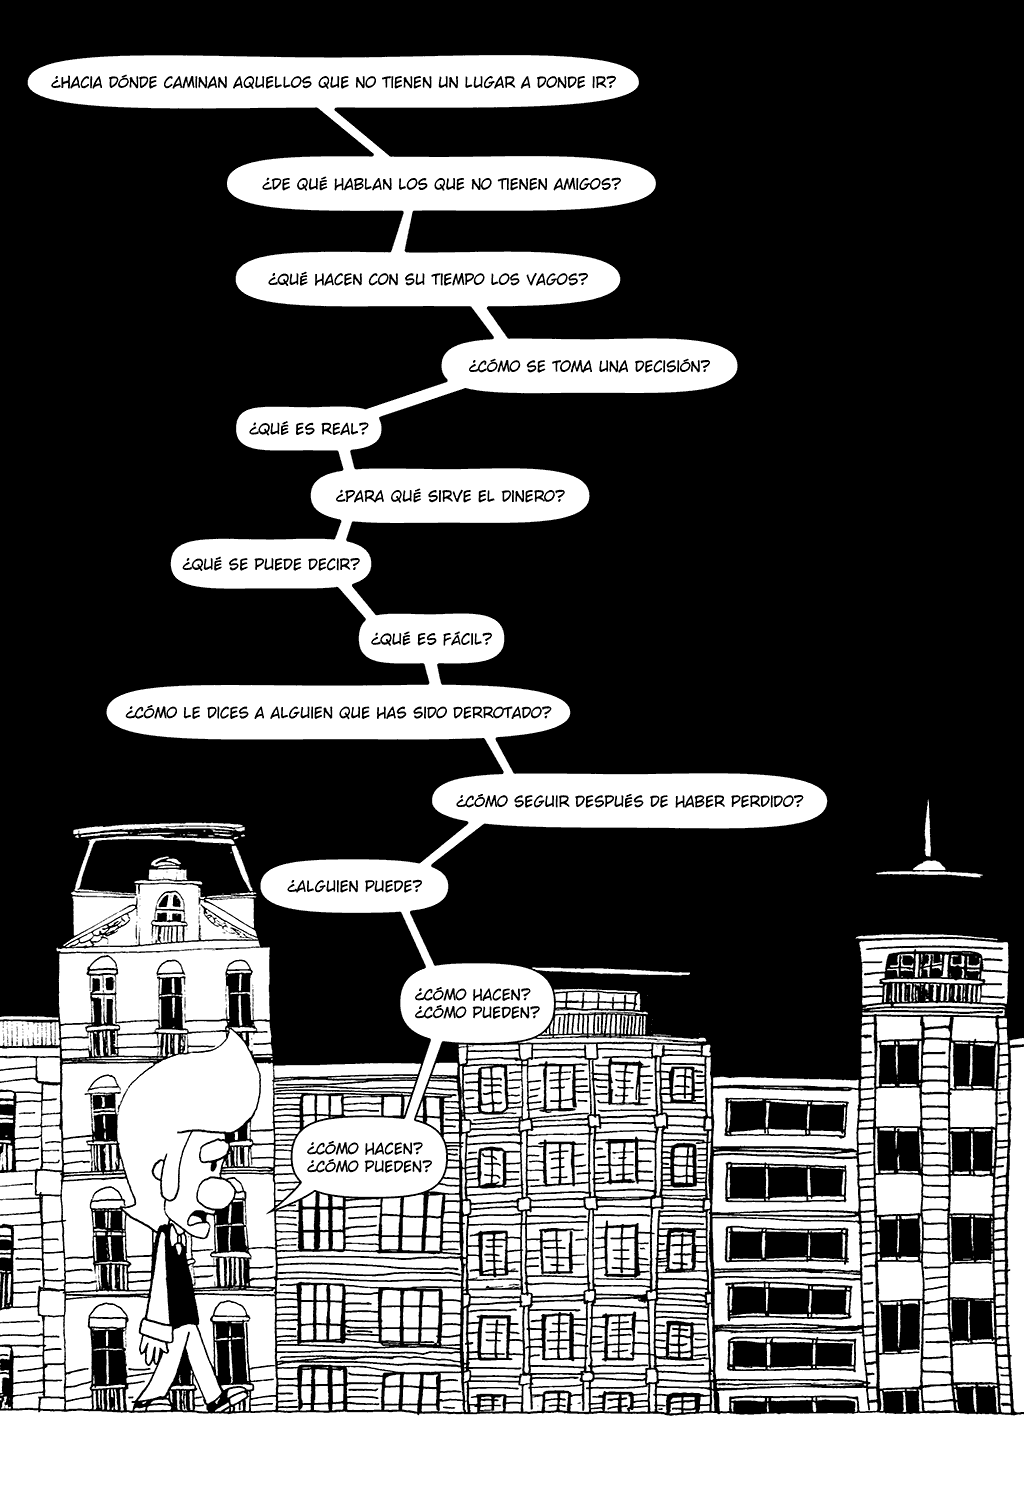 ¿HACIA DÓNDE CAMINAN AQUELLOS QUE NO TIENEN UN LUGAR A DONDE IR?
¿DE QUÉ HABLAN LOS QUE NO TIENEN AMIGOS?
¿QUÉ HACEN CON SU TIEMPO LOS VAGOS?
¿CÓMO SE TOMA UNA DECISIÓN?
¿QUÉ ES REAL?
¿PARA QUÉ SIRVE EL DINERO?
¿QUÉ SE PUEDE DECIR?
¿QUÉ ES FÁCIL?
¿CÓMO LE DICES A ALGUIEN QUE HAS SIDO DERROTADO?
¿CÓMO SEGUIR DESPUÉS DE HABER PERDIDO?
¿ALGUIEN PUEDE?
¿CÓMO HACEN?
¿CÓMO PUEDEN?
¿CÓMO HACEN?
¿CÓMO PUEDEN?